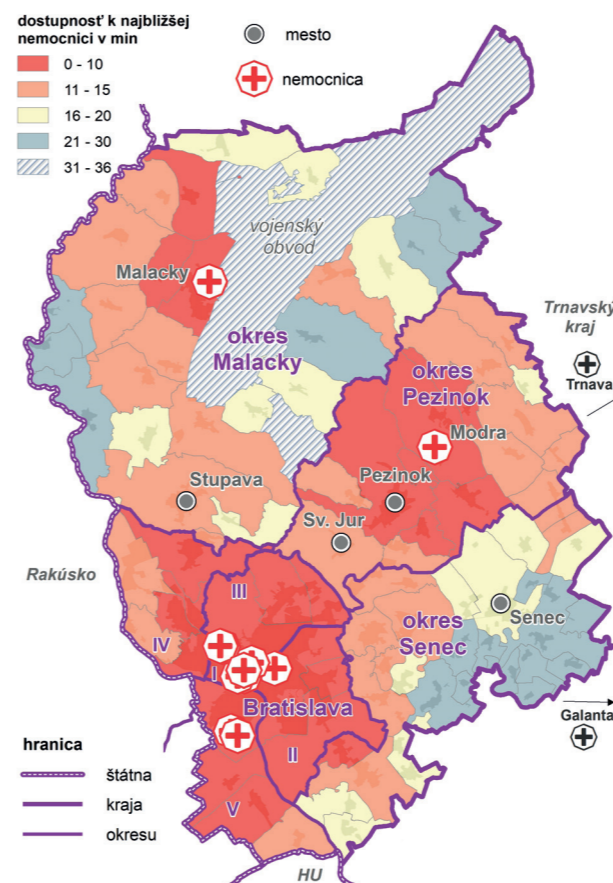 dostupnosť k najbližšej
nemocnici v min
0 - 10
11 - 15
16 - 20
21 - 30
31 - 36
mesto
nemocnica
vojenský
obvod
Malacky
okres
Malacky
Trnavský
kraj
Trnava
okres
Pezinok
Modra
Stupava
Pezinok
Sv. Jur
Rakúsko
III
IV
okres
Senec
Senec
I
Bratislava
Galanta
II
V
hranica
štátna
kraja
okresu
HU